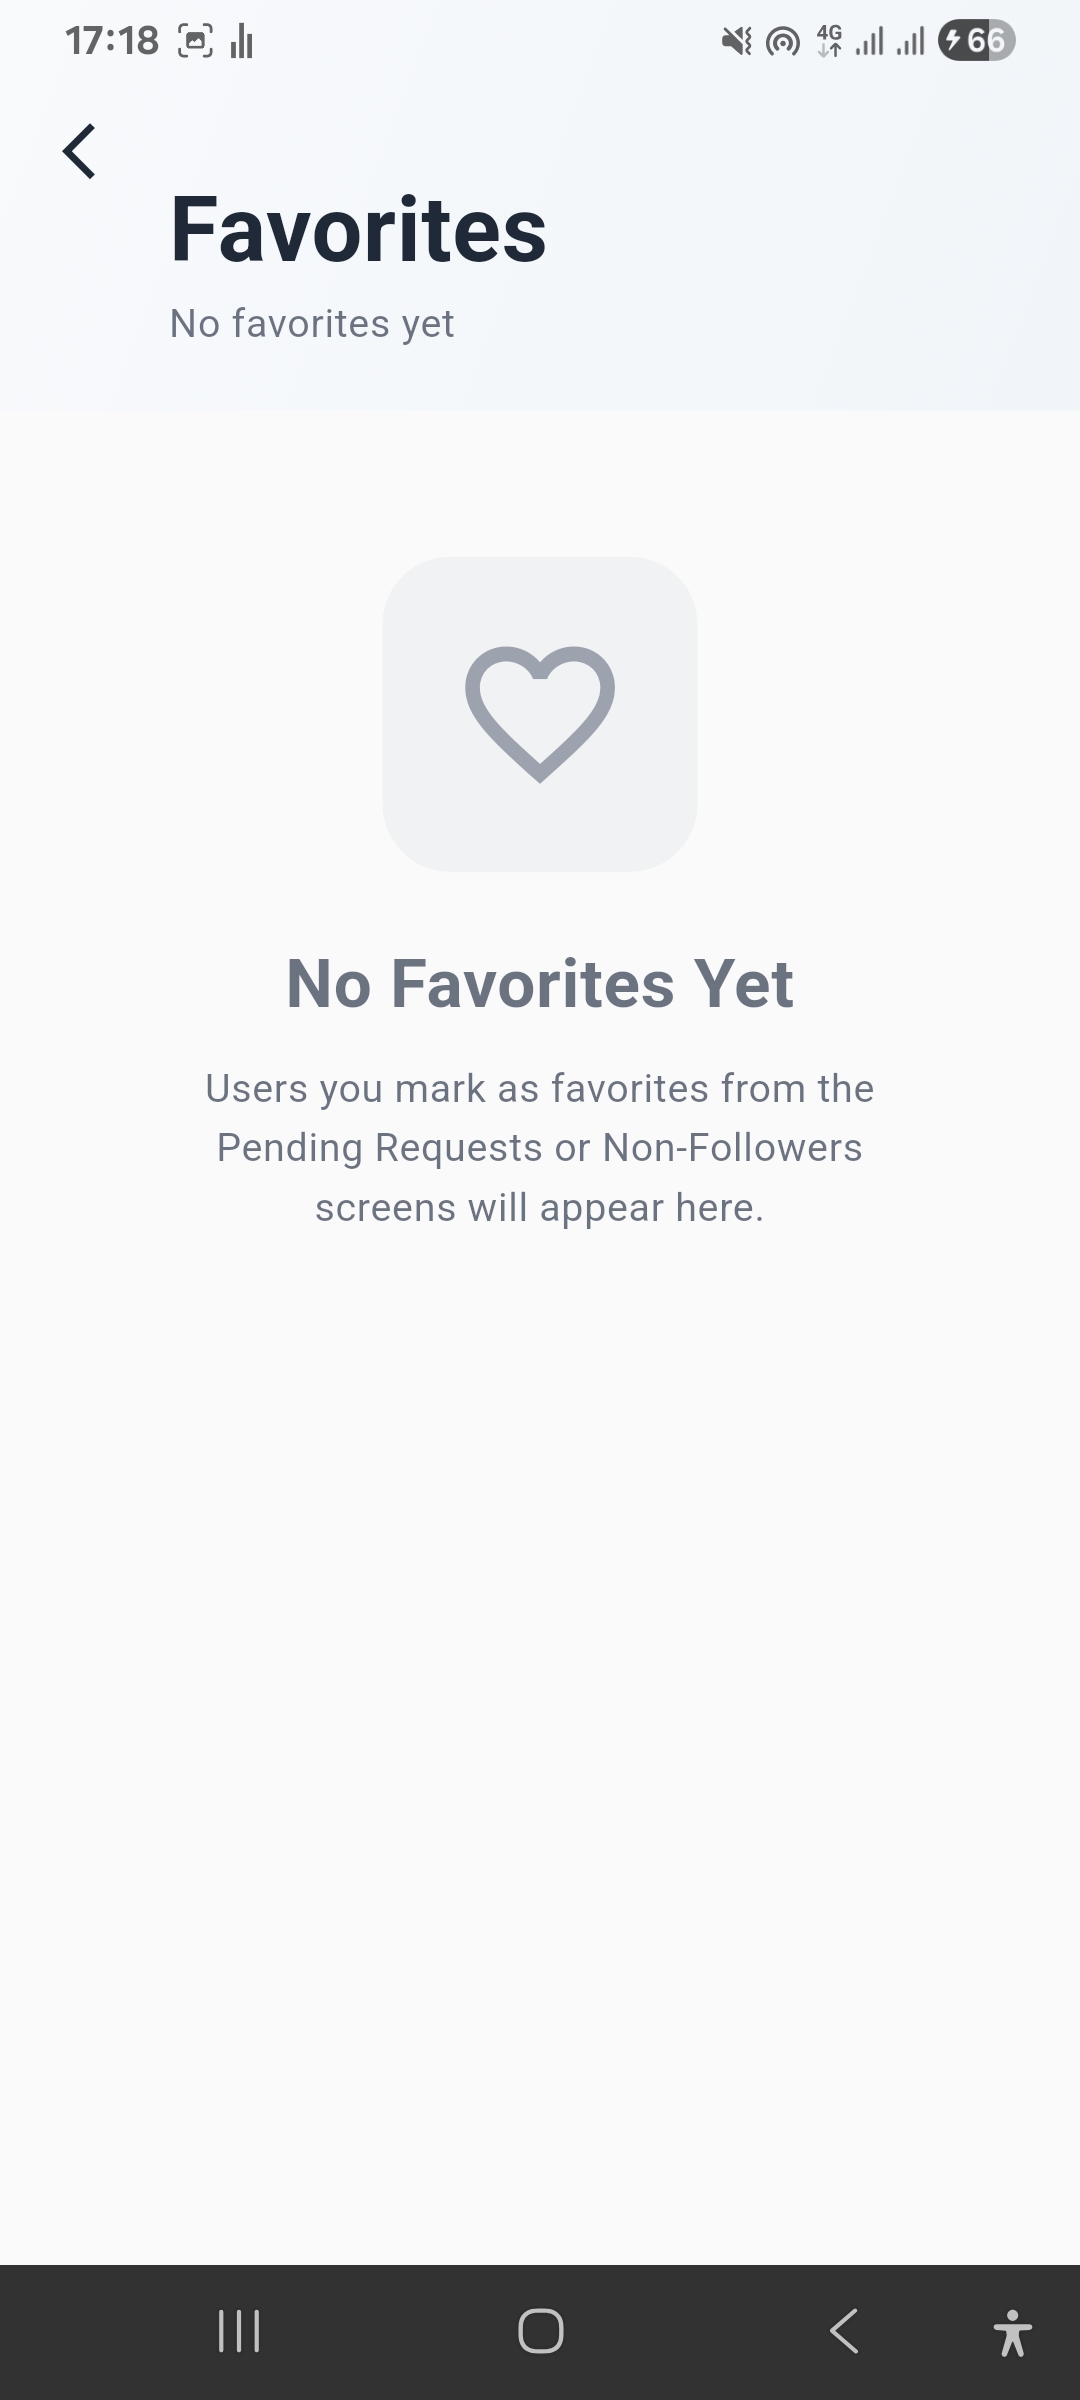 17:18
4G
66
Favorites
No favorites yet
No Favorites Yet
Users you mark as favorites from the
Pending Requests or Non-Followers
screens will appear here.